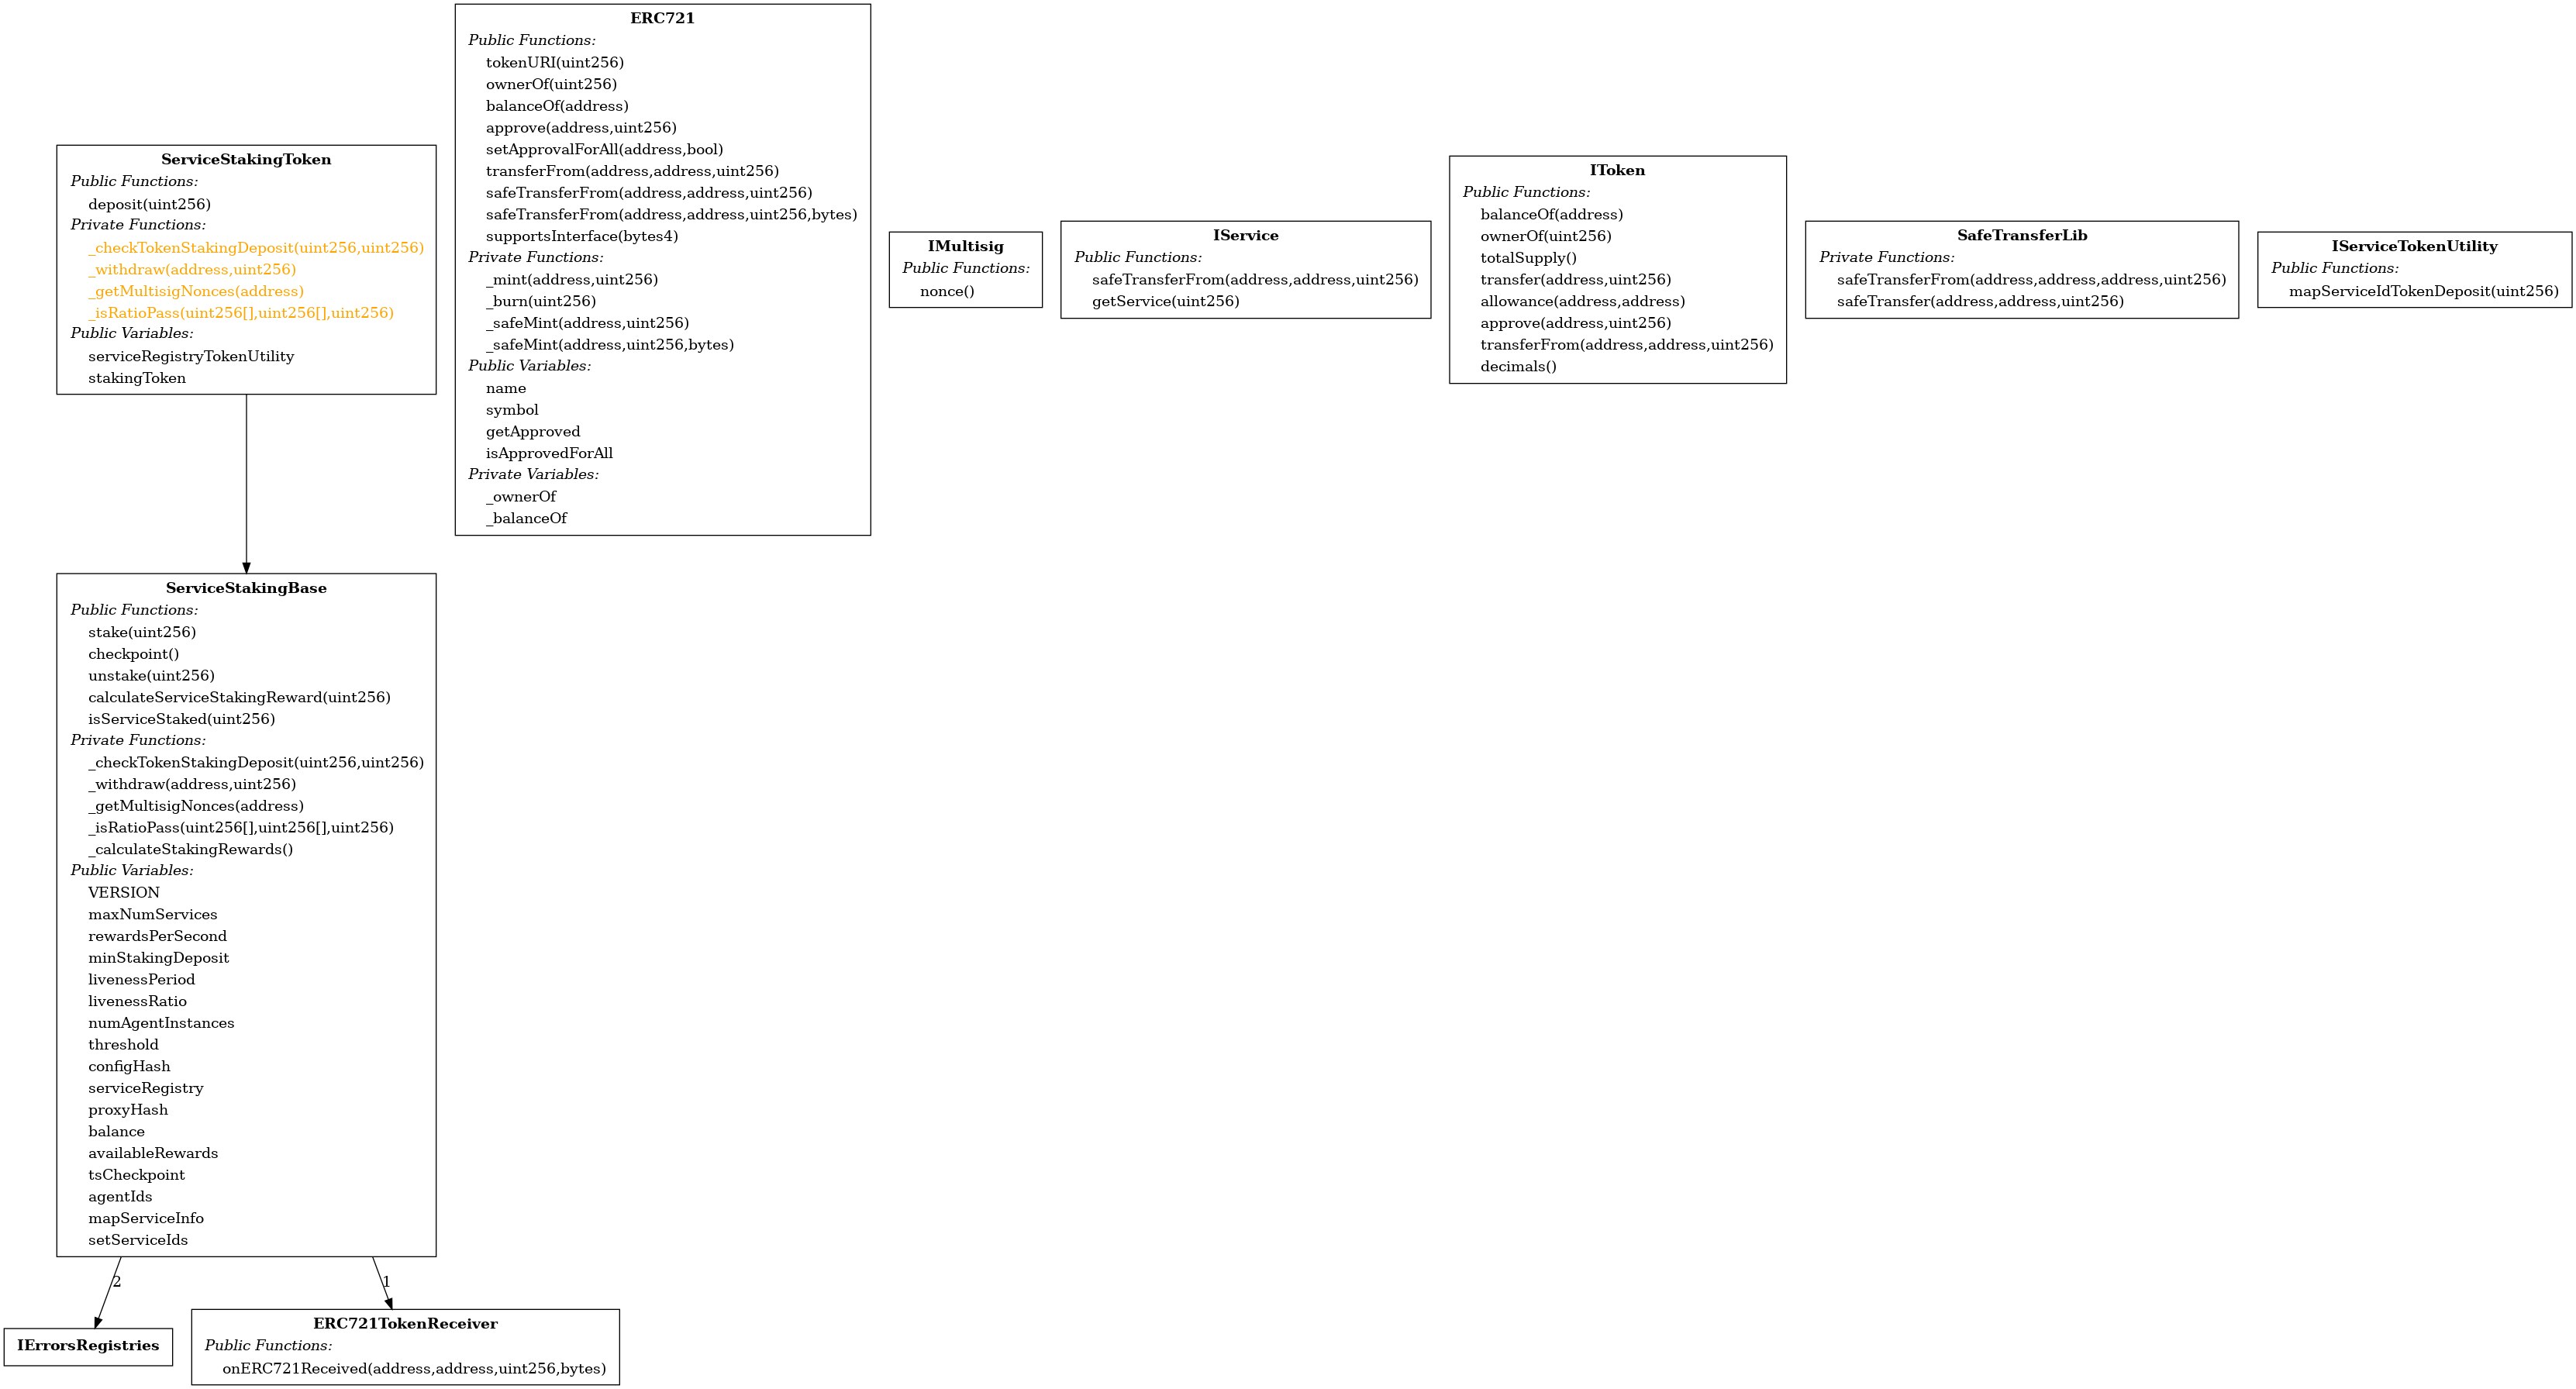 ServiceStakingToken
Public Functions:
deposit(uint256)
Private Functions:
_checkTokenStakingDeposit(uint256,uint256)
_withdraw(address,uint256)
_getMultisigNonces(address)
_isRatioPass(uint256[],uint256[],uint256)
Public Variables:
serviceRegistryTokenUtility
stakingToken
ERC721
Public Functions:
tokenURI(uint256)
ownerOf(uint256)
balanceOf(address)
approve(address,uint256)
setApprovalForAll(address,bool)
transferFrom(address,address,uint256)
safeTransferFrom(address,address,uint256)
safeTransferFrom(address,address,uint256,bytes)
supportsInterface(bytes4)
Private Functions:
_mint(address,uint256)
_burn(uint256)
_safeMint(address,uint256)
_safeMint(address,uint256,bytes)
Public Variables:
name
symbol
getApproved
isApprovedForAll
Private Variables:
_ownerOf
_balanceOf
IMultisig
Public Functions:
nonce()
IService
Public Functions:
safeTransferFrom(address,address,uint256)
getService(uint256)
IToken
Public Functions:
balanceOf(address)
ownerOf(uint256)
totalSupply()
transfer(address,uint256)
allowance(address,address)
approve(address,uint256)
transferFrom(address,address,uint256)
decimals()
SafeTransferLib
Private Functions:
safeTransferFrom(address,address,address,uint256)
safeTransfer(address,address,uint256)
IServiceTokenUtility
Public Functions:
mapServiceIdTokenDeposit(uint256)
ServiceStakingBase
Public Functions:
stake(uint256)
checkpoint()
unstake(uint256)
calculateServiceStakingReward(uint256)
isServiceStaked(uint256)
Private Functions:
_checkTokenStakingDeposit(uint256,uint256)
_withdraw(address,uint256)
_getMultisigNonces(address)
_isRatioPass(uint256[],uint256[],uint256)
_calculateStakingRewards()
Public Variables:
VERSION
maxNumServices
rewardsPerSecond
minStakingDeposit
livenessPeriod
livenessRatio
numAgentInstances
threshold
configHash
serviceRegistry
proxyHash
balance
availableRewards
tsCheckpoint
agentIds
mapServiceInfo
setServiceIds
2
1
IErrorsRegistries
ERC721TokenReceiver
Public Functions:
onERC721Received(address,address,uint256,bytes)